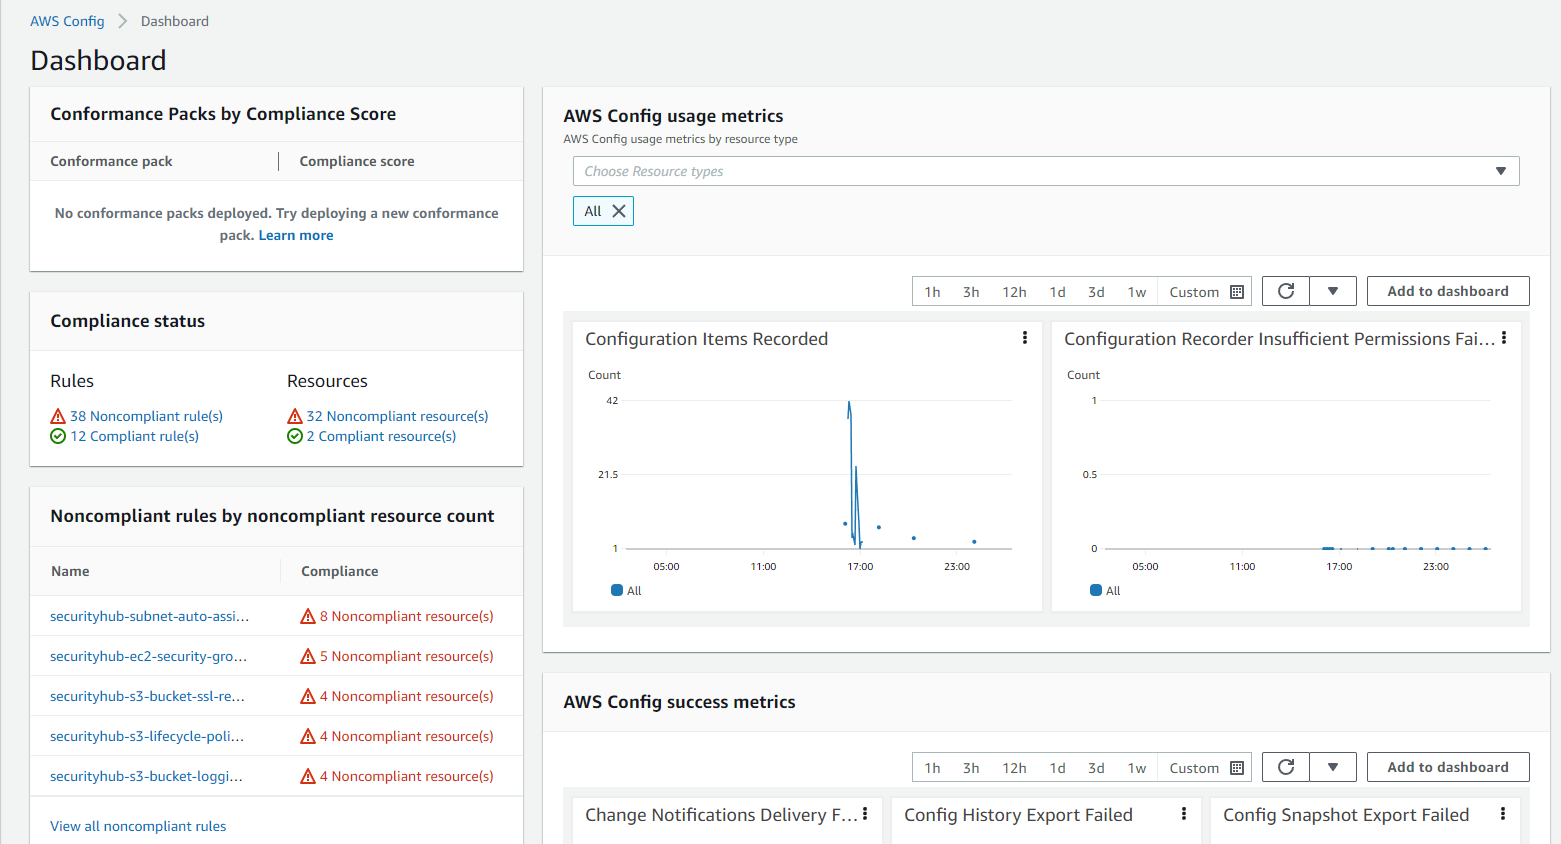 AWS Config > Dashboard
Dashboard
Conformance Packs by Compliance Score
Conformance pack Compliance score
No conformance packs deployed. Try deploying a new conformance
pack. Learn more
Compliance status
Rules Resources
38 Noncompliant rule(s) 32 Noncompliant resource(s)
12 Compliant rule(s) 2 Compliant resource(s)
Noncompliant rules by noncompliant resource count
Name Compliance
securityhub-subnet-auto-assi... 8 Noncompliant resource(s)
securityhub-ec2-security-gro... 5 Noncompliant resource(s)
securityhub-s3-bucket-ssl-re... 4 Noncompliant resource(s)
securityhub-s3-lifecycle-poli... 4 Noncompliant resource(s)
securityhub-s3-bucket-loggi... 4 Noncompliant resource(s)
View all noncompliant rules
AWS Config usage metrics
AWS Config usage metrics by resource type
Choose Resource types
All
1h 3h 12h 1d 3d 1w Custom Add to dashboard
Configuration Items Recorded
Count
42
21.5
1
05:00 11:00 17:00 23:00
All
Configuration Recorder Insufficient Permissions Fai...
Count
1
0.5
0
05:00 11:00 17:00 23:00
All
AWS Config success metrics
1h 3h 12h 1d 3d 1w Custom Add to dashboard
Change Notifications Delivery F... Config History Export Failed Config Snapshot Export Failed